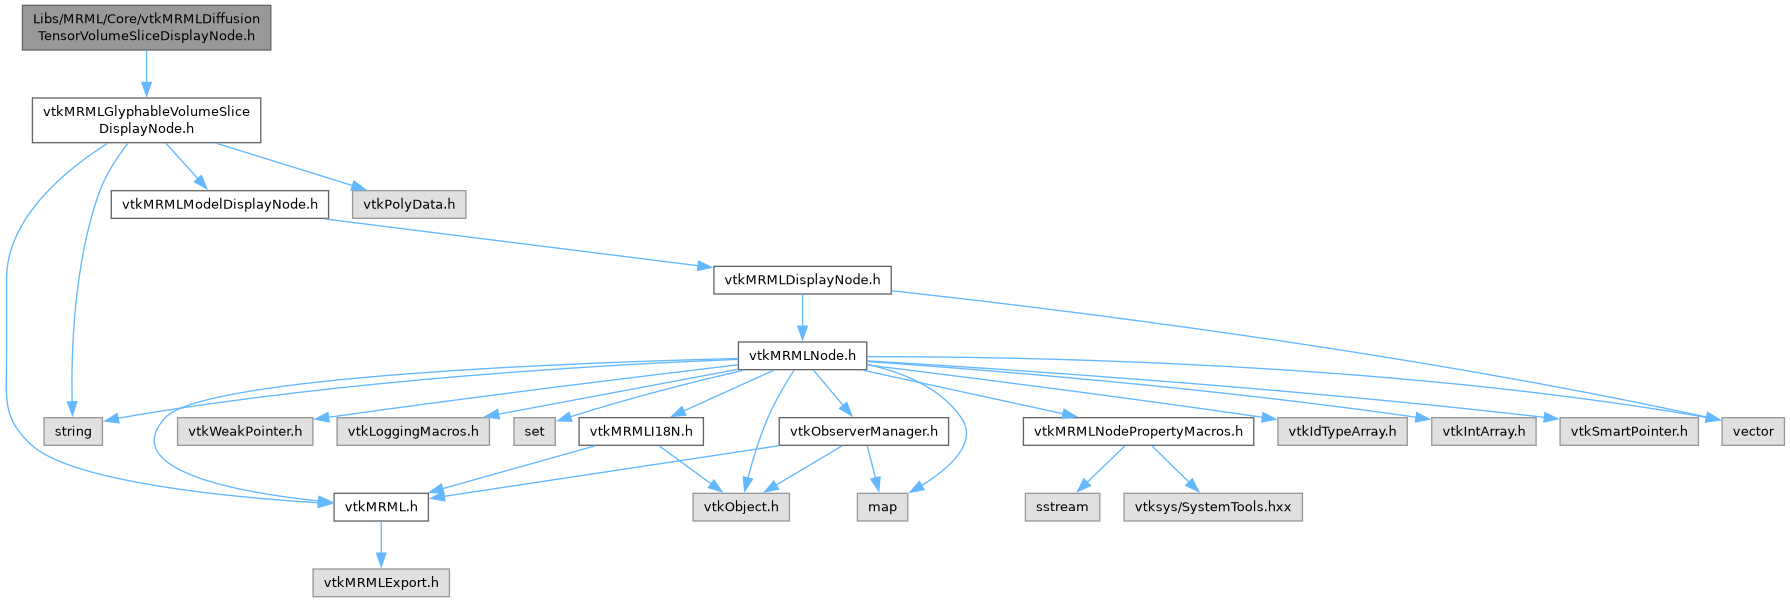 Libs/MRML/Core/vtkMRMLDiffusion
TensorVolumeSliceDisplayNode.h
vtkMRMLGlyphableVolumeSlice
DisplayNode.h
vtkMRMLModelDisplayNode.h
vtkPolyData.h
vtkMRMLDisplayNode.h
vtkMRMLNode.h
string
vtkWeakPointer.h
vtkLoggingMacros.h
set
vtkMRMLI18N.h
vtkObserverManager.h
vtkMRMLNodePropertyMacros.h
vtkIdTypeArray.h
vtkIntArray.h
vtkSmartPointer.h
vector
vtkMRML.h
vtkObject.h
map
sstream
vtksys/SystemTools.hxx
vtkMRMLExport.h